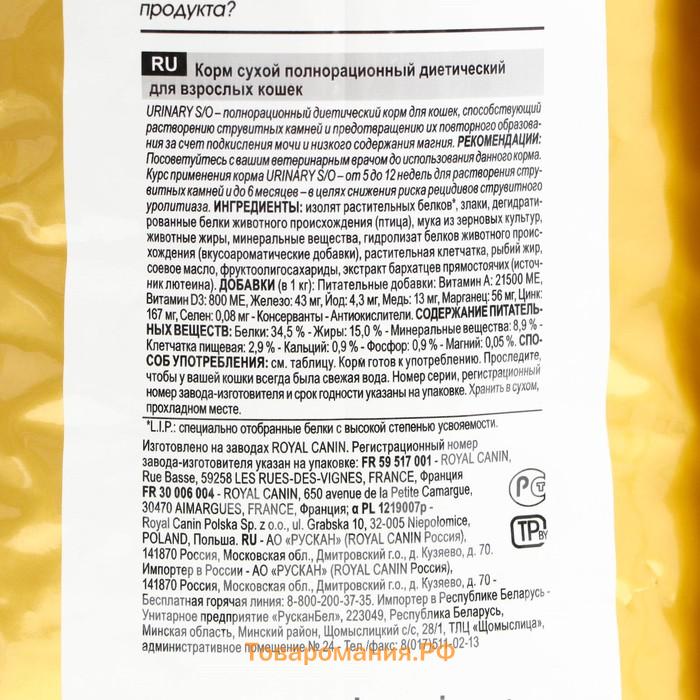 продукта?
RU Корм сухой полнорационный диетический
для взрослых кошек
URINARY S/O – полнорационный диетический корм для кошек, способствующий
растворению струвитных камней и предотвращению их повторного образова-
ния за счет подкисления мочи и низкого содержания магния. РЕКОМЕНДАЦИИ:
Посоветуйтесь с вашим ветеринарным врачом до использования данного корма.
Курс применения корма URINARY S/O – от 5 до 12 недель для растворения стру-
витных камней и до 6 месяцев – в целях снижения риска рецидивов струвитного
уролитиаза. ИНГРЕДИЕНТЫ: изолят растительных белков*, злаки, дегидрати-
рованные белки животного происхождения (птица), мука из зерновых культур,
животные жиры, минеральные вещества, гидролизат белков животного проис-
хождения (вкусоароматические добавки), растительная клетчатка, рыбий жир,
соевое масло, фруктоолигосахариды, экстракт бархатцев прямостоячих (источ-
ник лютеина). ДОБАВКИ (в 1 кг): Питательные добавки: Витамин А: 21500 МЕ,
Витамин D3: 800 МЕ, Железо: 43 мг, Йод: 4,3 мг, Медь: 13 мг, Марганец: 56 мг, Цинк:
167 мг, Селен: 0,08 мг - Консерванты - Антиокислители. СОДЕРЖАНИЕ ПИТАТЕЛЬ-
НЫХ ВЕЩЕСТВ: Белки: 34,5 % - Жиры: 15,0 % - Минеральные вещества: 8,9 % -
Клетчатка пищевая: 2,9 % - Кальций: 0,9 % - Фосфор: 0,9 % - Магний: 0,05 %. СПО-
СОБ УПОТРЕБЛЕНИЯ: см. таблицу. Корм готов к употреблению. Проследите,
чтобы у вашей кошки всегда была свежая вода. Номер серии, регистрационный
номер завода-изготовителя и срок годности указаны на упаковке. Хранить в сухом,
прохладном месте.
*L.I.P.: специально отобранные белки с высокой степенью усвояемости.
Изготовлено на заводах ROYAL CANIN. Регистрационный номер
завода-изготовителя указан на упаковке: FR 59 517 001 - ROYAL CANIN,
Rue Basse, 59258 LES RUES-DES-VIGNES, FRANCE, Франция
FR 30 006 004 - ROYAL CANIN, 650 avenue de la Petite Camargue,
30470 AIMARGUES, FRANCE, Франция; α PL 1219007p -
Royal Canin Polska Sp. z o.o., ul. Grabska 10, 32-005 Niepolomice,
POLAND, Польша. RU - АО «РУСКАН» (ROYAL CANIN Россия),
141870 Россия, Московская обл., Дмитровский г.о., д. Кузяево, д. 70.
Импортер в России - АО «РУСКАН» (ROYAL CANIN Россия),
141870 Россия, Московская обл., Дмитровский г.о., д. Кузяево, д. 70 -
Бесплатная горячая линия: 8-800-200-37-35. Импортер в Республике Беларусь -
Унитарное предприятие «РусканБел», 223049, Республика Беларусь,
Минская область, Минский район, Щомыслицкий с/с, 28/1, ТЛЦ «Щомыслица»,
административное помещение № 24 - Тел./факс: 8(017)511-02-13
РСТ
TP BY
Товаромания.РФ